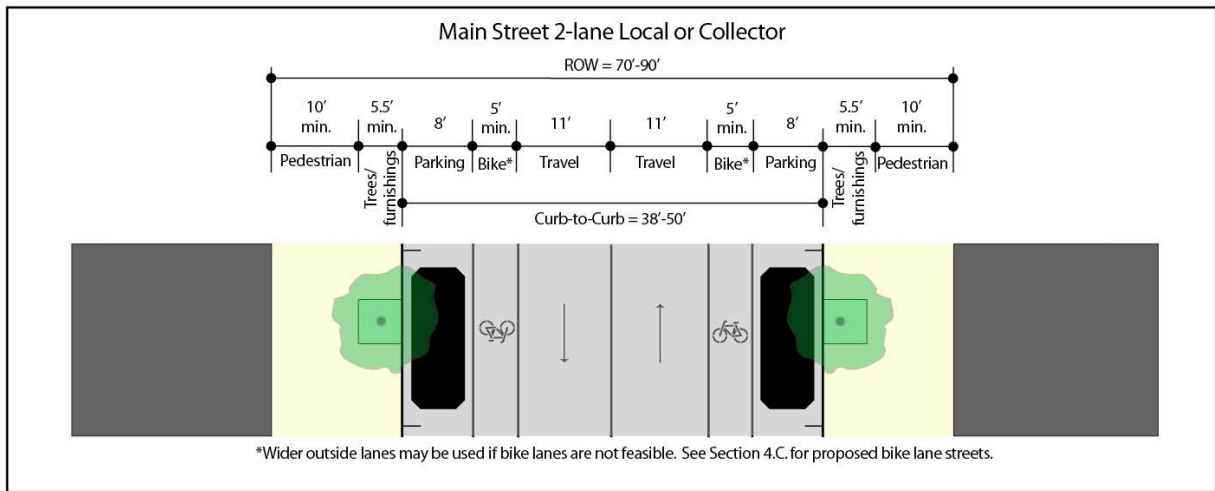 Main Street 2-lane Local or Collector
ROW = 70’-90’
10’ min.
5.5’ min.
8’
5’ min.
11’
11’
5’ min.
8’
5.5’ min.
10’ min.
Pedestrian
Trees/
furnishings
Parking
Bike*
Travel
Travel
Bike*
Parking
Trees/
furnishings
Pedestrian
Curb-to-Curb = 38’-50’
*Wider outside lanes may be used if bike lanes are not feasible. See Section 4.C. for proposed bike lane streets.